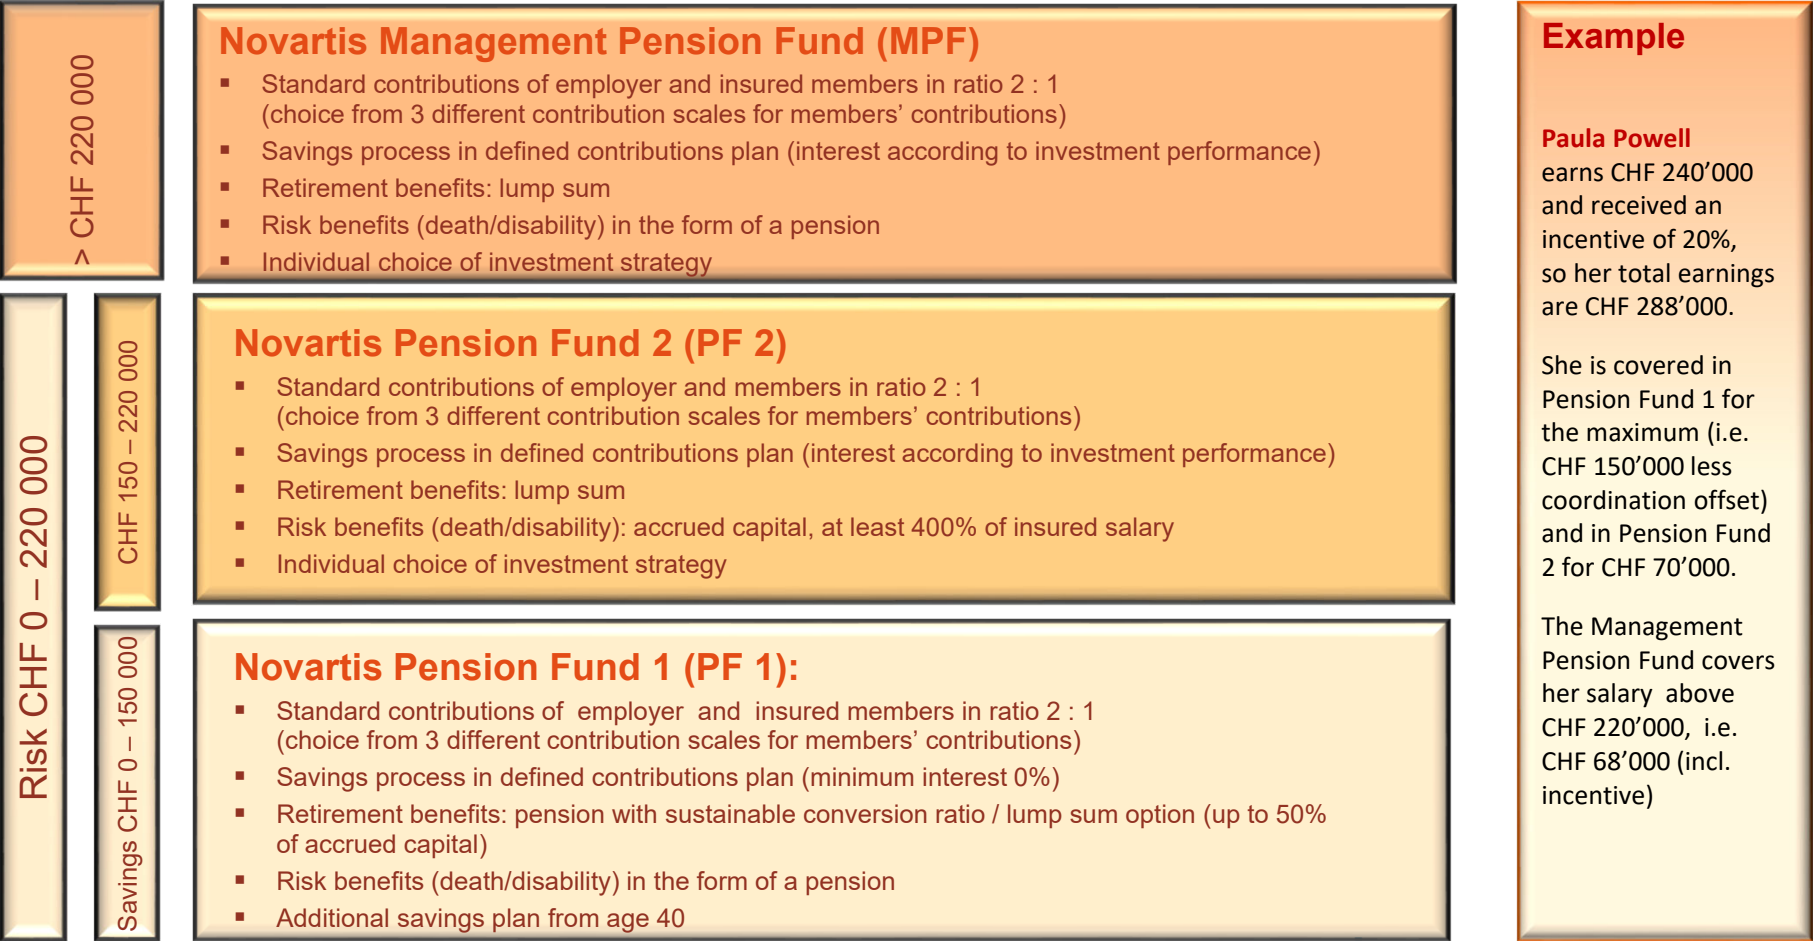 > CHF 220 000
Novartis Management Pension Fund (MPF)
▪ Standard contributions of employer and insured members in ratio 2 : 1
(choice from 3 different contribution scales for members’ contributions)
▪ Savings process in defined contributions plan (interest according to investment performance)
▪ Retirement benefits: lump sum
▪ Risk benefits (death/disability) in the form of a pension
▪ Individual choice of investment strategy
Risk CHF 0 – 220 000
CHF 150 – 220 000
Novartis Pension Fund 2 (PF 2)
▪ Standard contributions of employer and members in ratio 2 : 1
(choice from 3 different contribution scales for members’ contributions)
▪ Savings process in defined contributions plan (interest according to investment performance)
▪ Retirement benefits: lump sum
▪ Risk benefits (death/disability): accrued capital, at least 400% of insured salary
▪ Individual choice of investment strategy
Savings CHF 0 – 150 000
Novartis Pension Fund 1 (PF 1):
▪ Standard contributions of employer and insured members in ratio 2 : 1
(choice from 3 different contribution scales for members’ contributions)
▪ Savings process in defined contributions plan (minimum interest 0%)
▪ Retirement benefits: pension with sustainable conversion ratio / lump sum option (up to 50%
of accrued capital)
▪ Risk benefits (death/disability) in the form of a pension
▪ Additional savings plan from age 40
Example
Paula Powell
earns CHF 240’000
and received an
incentive of 20%,
so her total earnings
are CHF 288’000.
She is covered in
Pension Fund 1 for
the maximum (i.e.
CHF 150’000 less
coordination offset)
and in Pension Fund
2 for CHF 70’000.
The Management
Pension Fund covers
her salary above
CHF 220’000, i.e.
CHF 68’000 (incl.
incentive)